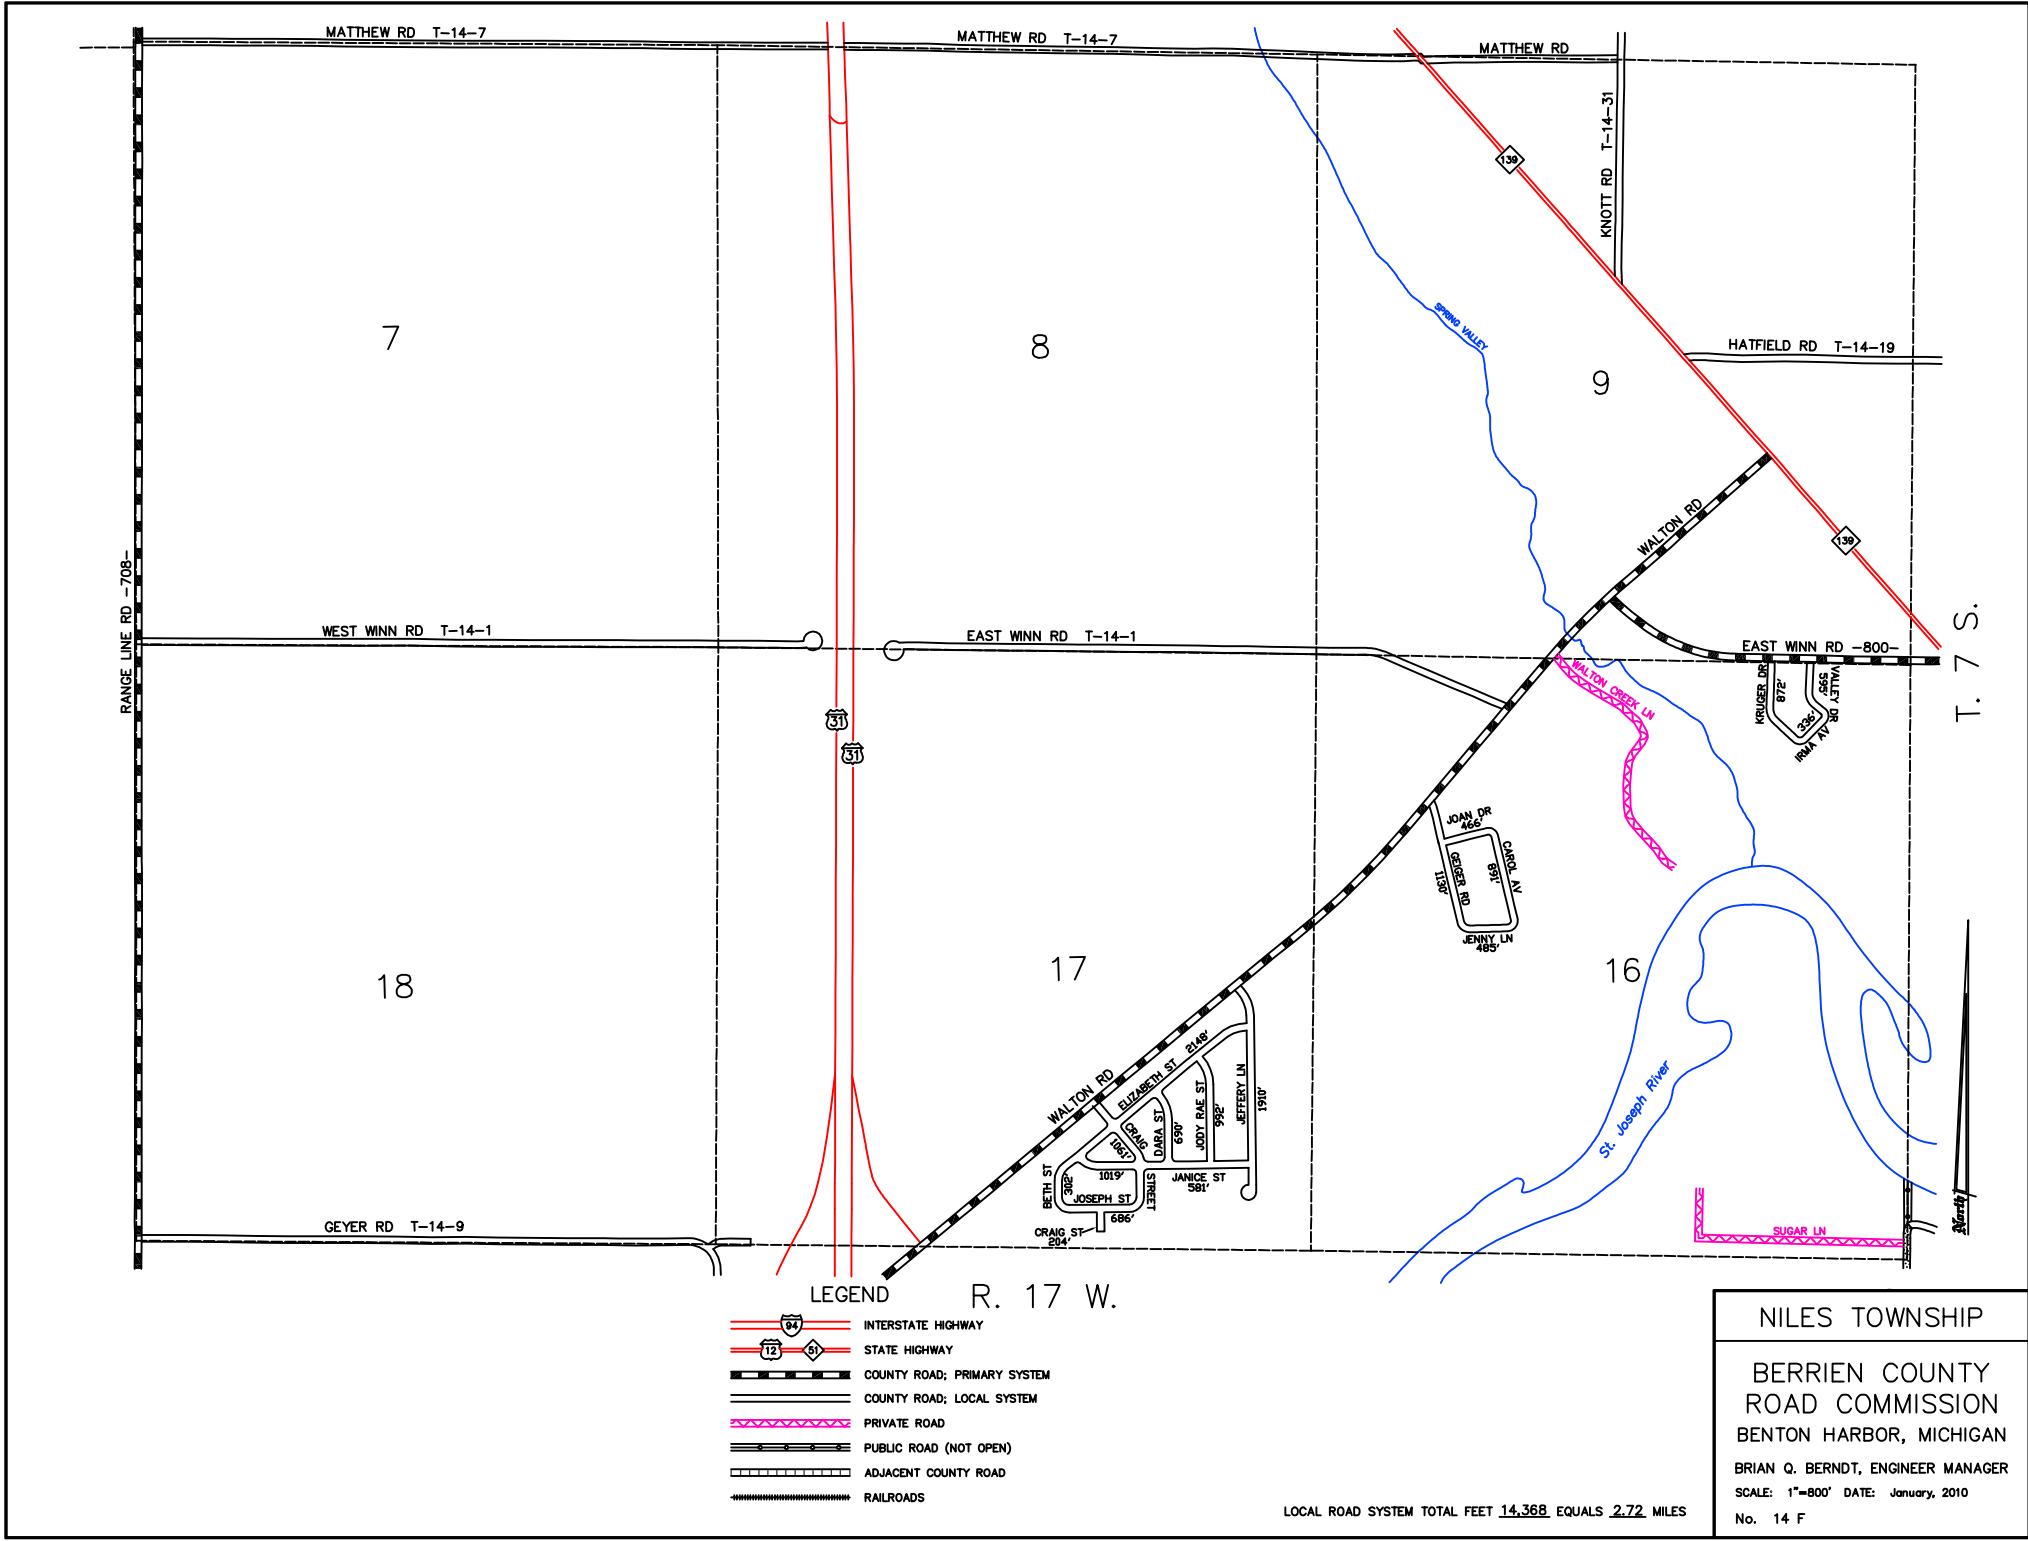 MATTHEW RD T-14-7
MATTHEW RD T-14-7
MATTHEW RD
KNOTT RD T-14-31
139
SPRING VALLEY
7
8
9
HATFIELD RD T-14-19
WALTON RD
139
RANGE LINE RD -708-
WEST WINN RD T-14-1
EAST WINN RD T-14-1
EAST WINN RD -800-
T. 7 S.
WALTON CREEK LN
KRUGER DR
872'
VALLEY DR
595'
336'
IRMA AV
31
31
JOAN DR
466'
GEIGER RD
1130'
CAROL AV
891'
JENNY LN
485'
18
17
16
WALTON RD
ELIZABETH ST 2148'
CRAIG
1061'
DARA ST
690'
JODY RAE ST
992'
JEFFERY LN
1910'
BETH ST
302'
1019'
JANICE ST
581'
STREET
JOSEPH ST
686'
CRAIG ST
204'
St. Joseph River
SUGAR LN
North
GEYER RD T-14-9
R. 17 W.
LEGEND
94 INTERSTATE HIGHWAY
12 51 STATE HIGHWAY
COUNTY ROAD; PRIMARY SYSTEM
COUNTY ROAD; LOCAL SYSTEM
PRIVATE ROAD
PUBLIC ROAD (NOT OPEN)
ADJACENT COUNTY ROAD
RAILROADS
LOCAL ROAD SYSTEM TOTAL FEET 14,368 EQUALS 2.72 MILES
NILES TOWNSHIP
BERRIEN COUNTY
ROAD COMMISSION
BENTON HARBOR, MICHIGAN
BRIAN Q. BERNDT, ENGINEER MANAGER
SCALE: 1"=800' DATE: January, 2010
No. 14 F